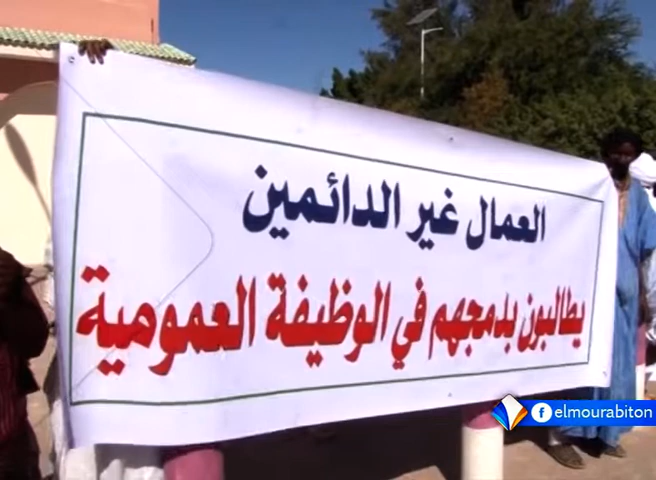 العمال غير الدائمين
يطالبون بدمجهم في الوظيفة العمومية
elmourabiton